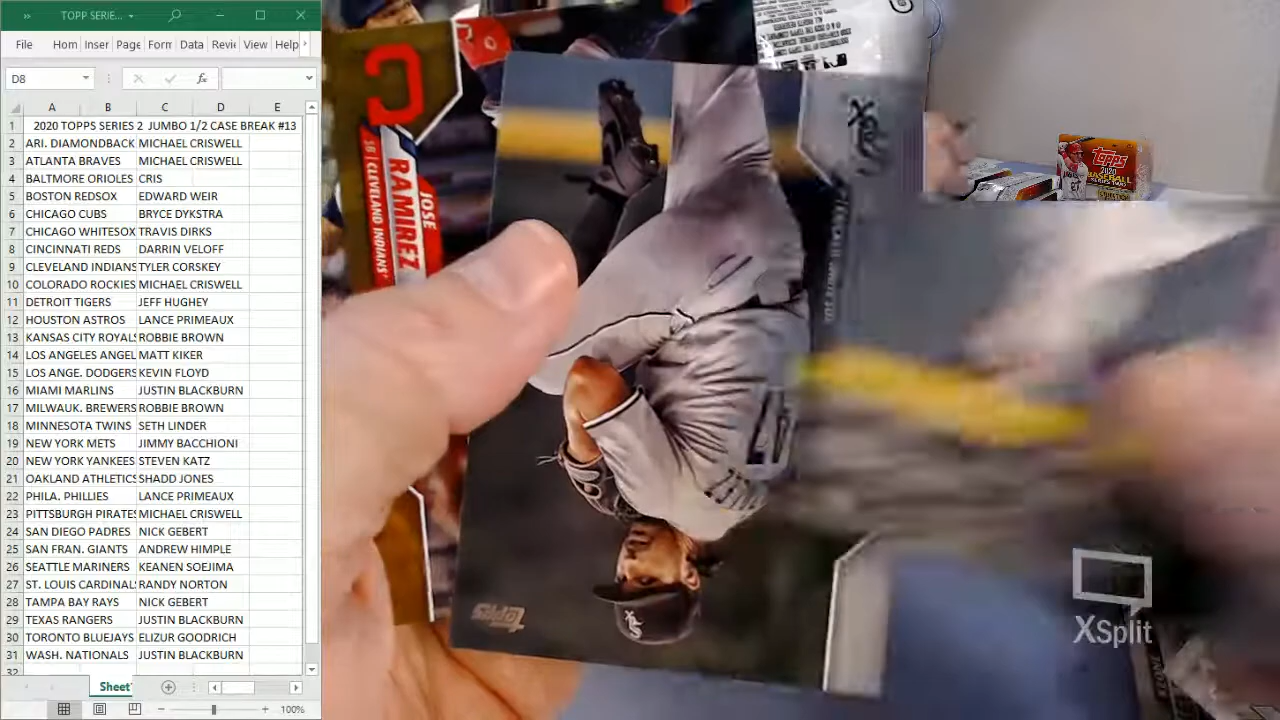 TOPP SERIE...
File Hom Inser Page Form Data Revie View Help
D8
fx
A B C D E
1 2020 TOPPS SERIES 2 JUMBO 1/2 CASE BREAK #13
2 ARI. DIAMONDBACK MICHAEL CRISWELL
3 ATLANTA BRAVES MICHAEL CRISWELL
4 BALTMORE ORIOLES CRIS
5 BOSTON REDSOX EDWARD WEIR
6 CHICAGO CUBS BRYCE DYKSTRA
7 CHICAGO WHITESOX TRAVIS DIRKS
8 CINCINNATI REDS DARRIN VELOFF
9 CLEVELAND INDIANS TYLER CORSKEY
10 COLORADO ROCKIES MICHAEL CRISWELL
11 DETROIT TIGERS JEFF HUGHEY
12 HOUSTON ASTROS LANCE PRIMEAUX
13 KANSAS CITY ROYALS ROBBIE BROWN
14 LOS ANGELES ANGEL MATT KIKER
15 LOS ANGE. DODGERS KEVIN FLOYD
16 MIAMI MARLINS JUSTIN BLACKBURN
17 MILWAUK. BREWERS ROBBIE BROWN
18 MINNESOTA TWINS SETH LINDER
19 NEW YORK METS JIMMY BACCHIONI
20 NEW YORK YANKEES STEVEN KATZ
21 OAKLAND ATHLETICS SHADD JONES
22 PHILA. PHILLIES LANCE PRIMEAUX
23 PITTSBURGH PIRATES MICHAEL CRISWELL
24 SAN DIEGO PADRES NICK GEBERT
25 SAN FRAN. GIANTS ANDREW HIMPLE
26 SEATTLE MARINERS KEANEN SOEJIMA
27 ST. LOUIS CARDINALS RANDY NORTON
28 TAMPA BAY RAYS NICK GEBERT
29 TEXAS RANGERS JUSTIN BLACKBURN
30 TORONTO BLUEJAYS ELIZUR GOODRICH
31 WASH. NATIONALS JUSTIN BLACKBURN
32
Sheet1
100%
C
JOSE
RAMIREZ
3B | CLEVELAND INDIANS
Sox
topps
topps
2020
BASEBALL
27
XSplit